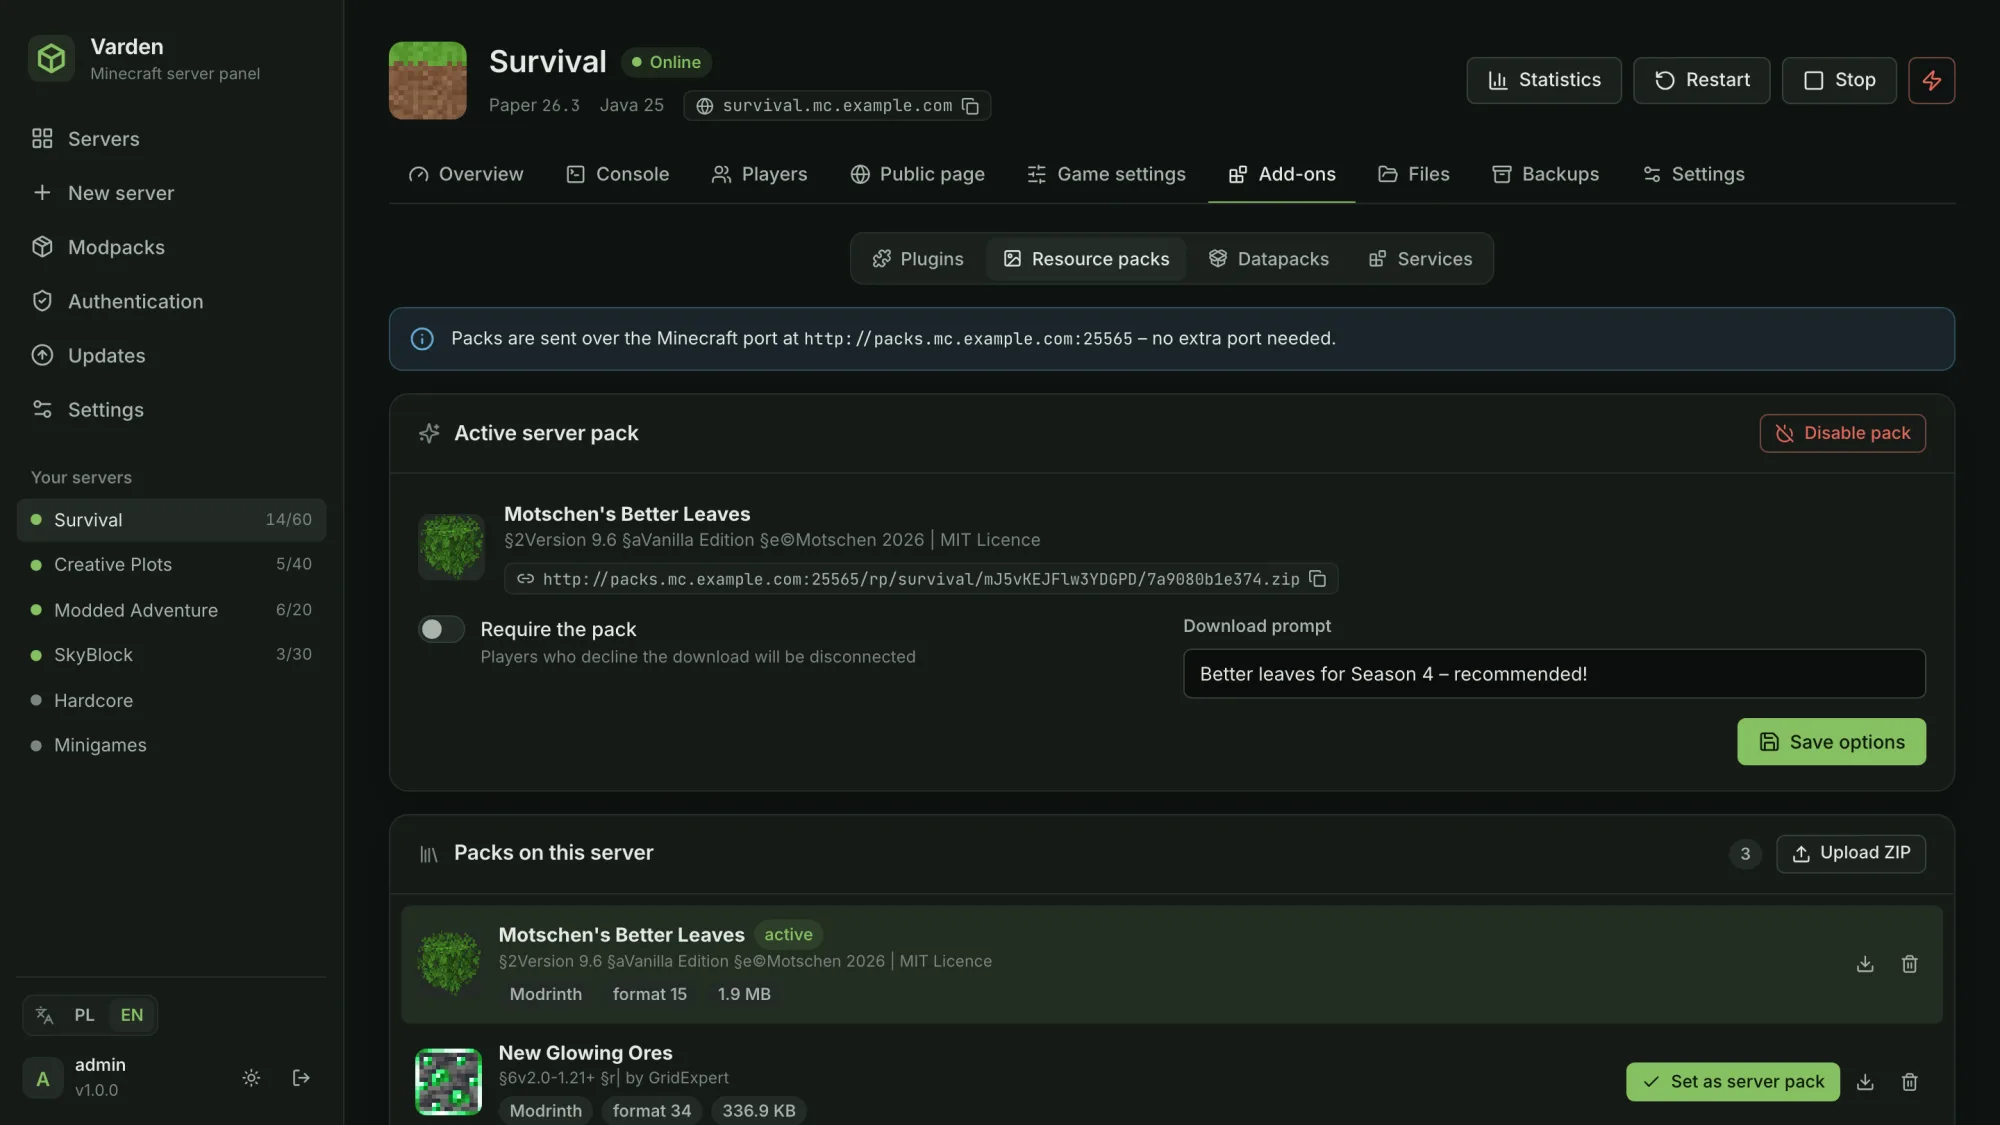 Varden
Minecraft server panel
Servers
New server
Modpacks
Authentication
Updates
Settings
Your servers
Survival 14/60
Creative Plots 5/40
Modded Adventure 6/20
SkyBlock 3/30
Hardcore
Minigames
PL EN
A
admin
v1.0.0
Survival Online
Paper 26.3 Java 25 survival.mc.example.com
Statistics Restart Stop
Overview Console Players Public page Game settings Add-ons Files Backups Settings
Plugins Resource packs Datapacks Services
Packs are sent over the Minecraft port at http://packs.mc.example.com:25565 – no extra port needed.
Active server pack
Disable pack
Motschen's Better Leaves
§2Version 9.6 §aVanilla Edition §e©Motschen 2026 | MIT Licence
http://packs.mc.example.com:25565/rp/survival/mJ5vKEJFlw3YDGPD/7a9080b1e374.zip
Require the pack
Players who decline the download will be disconnected
Download prompt
Better leaves for Season 4 – recommended!
Save options
Packs on this server
3 Upload ZIP
Motschen's Better Leaves active
§2Version 9.6 §aVanilla Edition §e©Motschen 2026 | MIT Licence
Modrinth format 15 1.9 MB
New Glowing Ores
§6v2.0-1.21+ §r| by GridExpert
Modrinth format 34 336.9 KB
Set as server pack